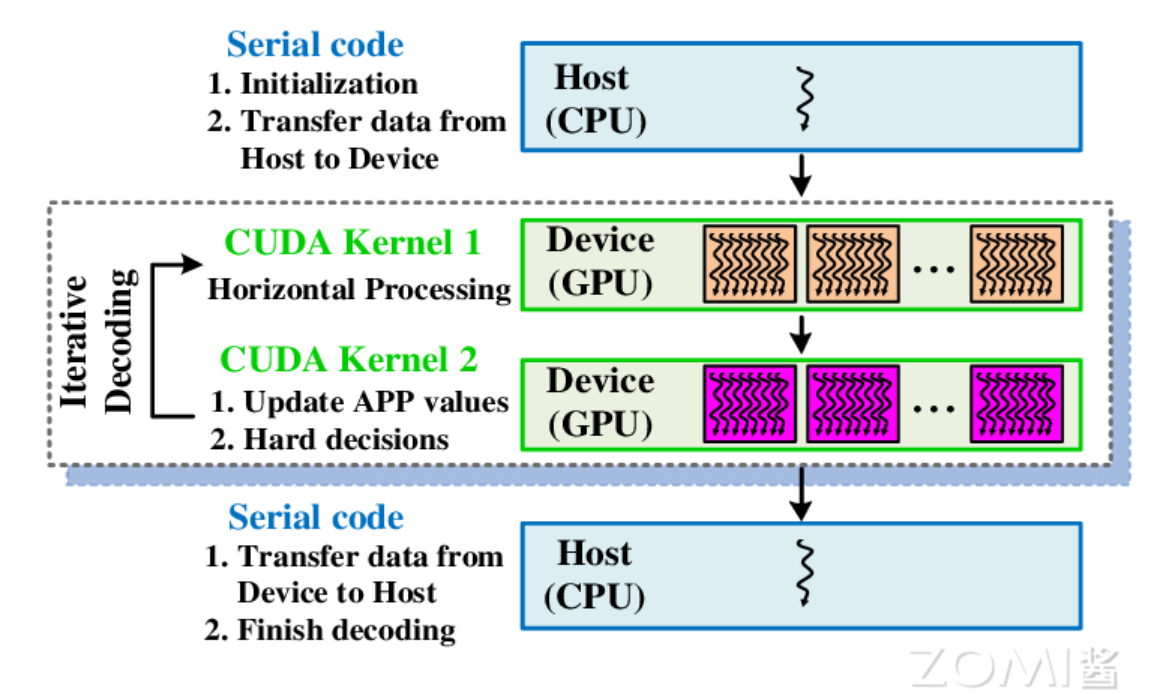 Serial code
1. Initialization
2. Transfer data from
Host to Device
Host
(CPU)
Iterative
Decoding
CUDA Kernel 1
Horizontal Processing
Device
(GPU)
...
CUDA Kernel 2
1. Update APP values
2. Hard decisions
Device
(GPU)
...
Serial code
1. Transfer data from
Device to Host
2. Finish decoding
Host
(CPU)
ZOMI酱